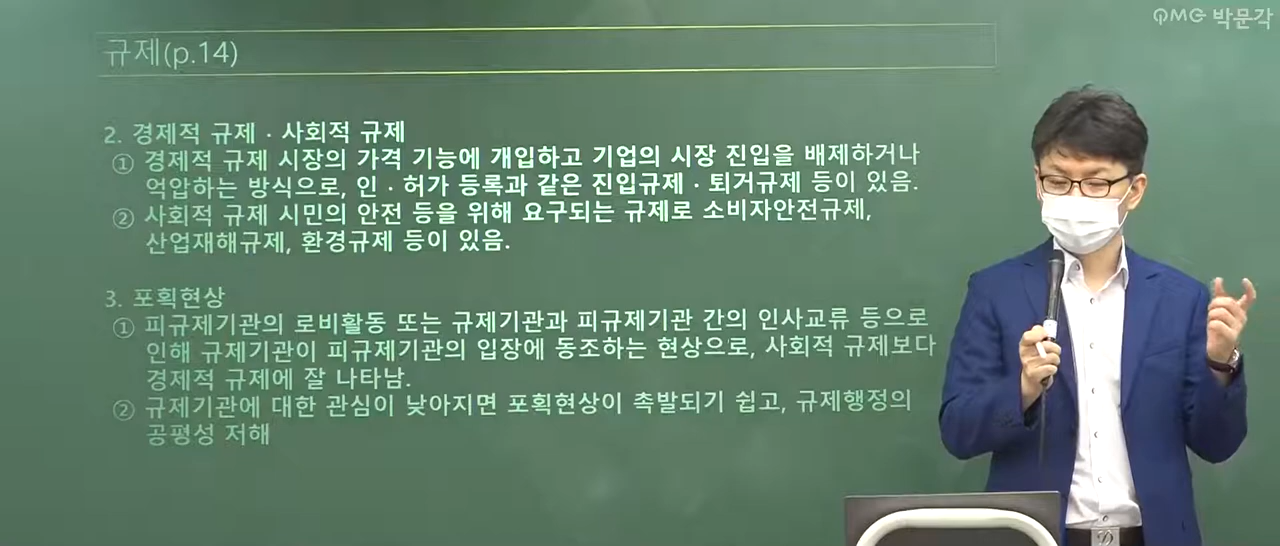 PMG 박문각
규제(p.14)
2. 경제적 규제 · 사회적 규제
① 경제적 규제 시장의 가격 기능에 개입하고 기업의 시장 진입을 배제하거나
억압하는 방식으로, 인 · 허가 등록과 같은 진입규제 · 퇴거규제 등이 있음.
② 사회적 규제 시민의 안전 등을 위해 요구되는 규제로 소비자안전규제,
산업재해규제, 환경규제 등이 있음.
3. 포획현상
① 피규제기관의 로비활동 또는 규제기관과 피규제기관 간의 인사교류 등으로
인해 규제기관이 피규제기관의 입장에 동조하는 현상으로, 사회적 규제보다
경제적 규제에 잘 나타남.
② 규제기관에 대한 관심이 낮아지면 포획현상이 촉발되기 쉽고, 규제행정의
공평성 저해